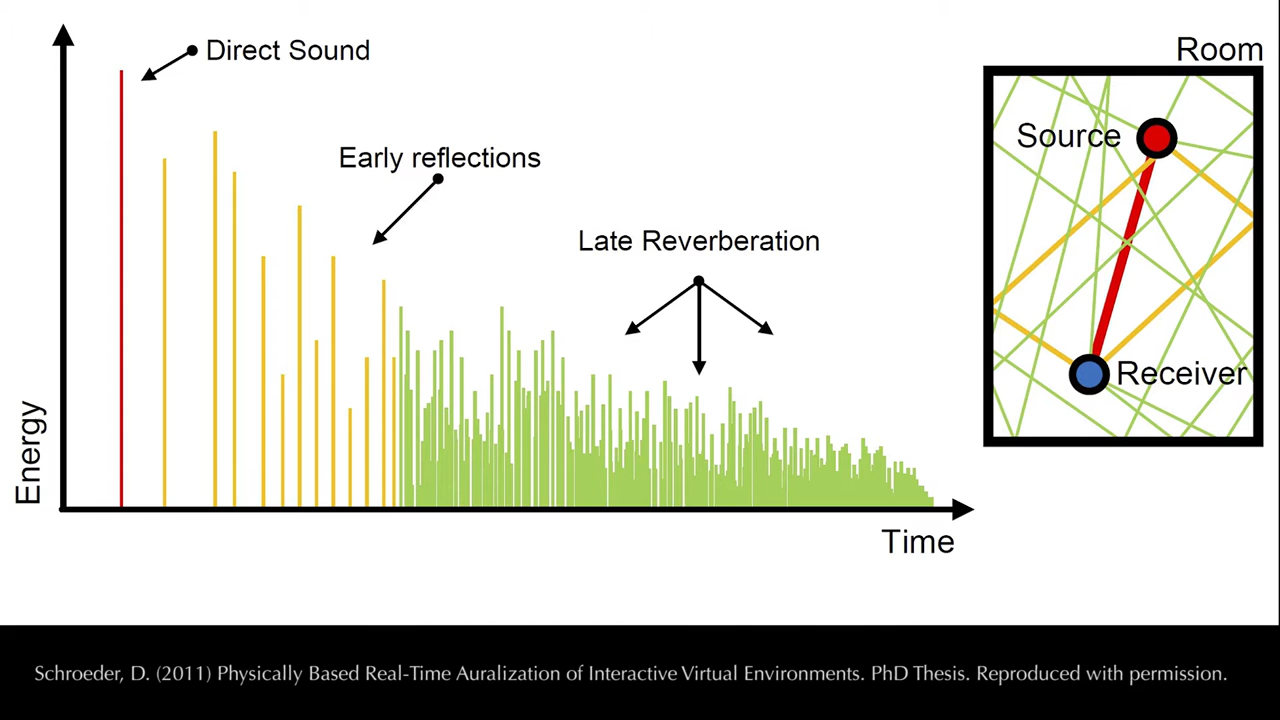 Direct Sound
Room
Source
Early reflections
Late Reverberation
Receiver
Energy
Time
Schroeder, D. (2011) Physically Based Real-Time Auralization of Interactive Virtual Environments. PhD Thesis. Reproduced with permission.